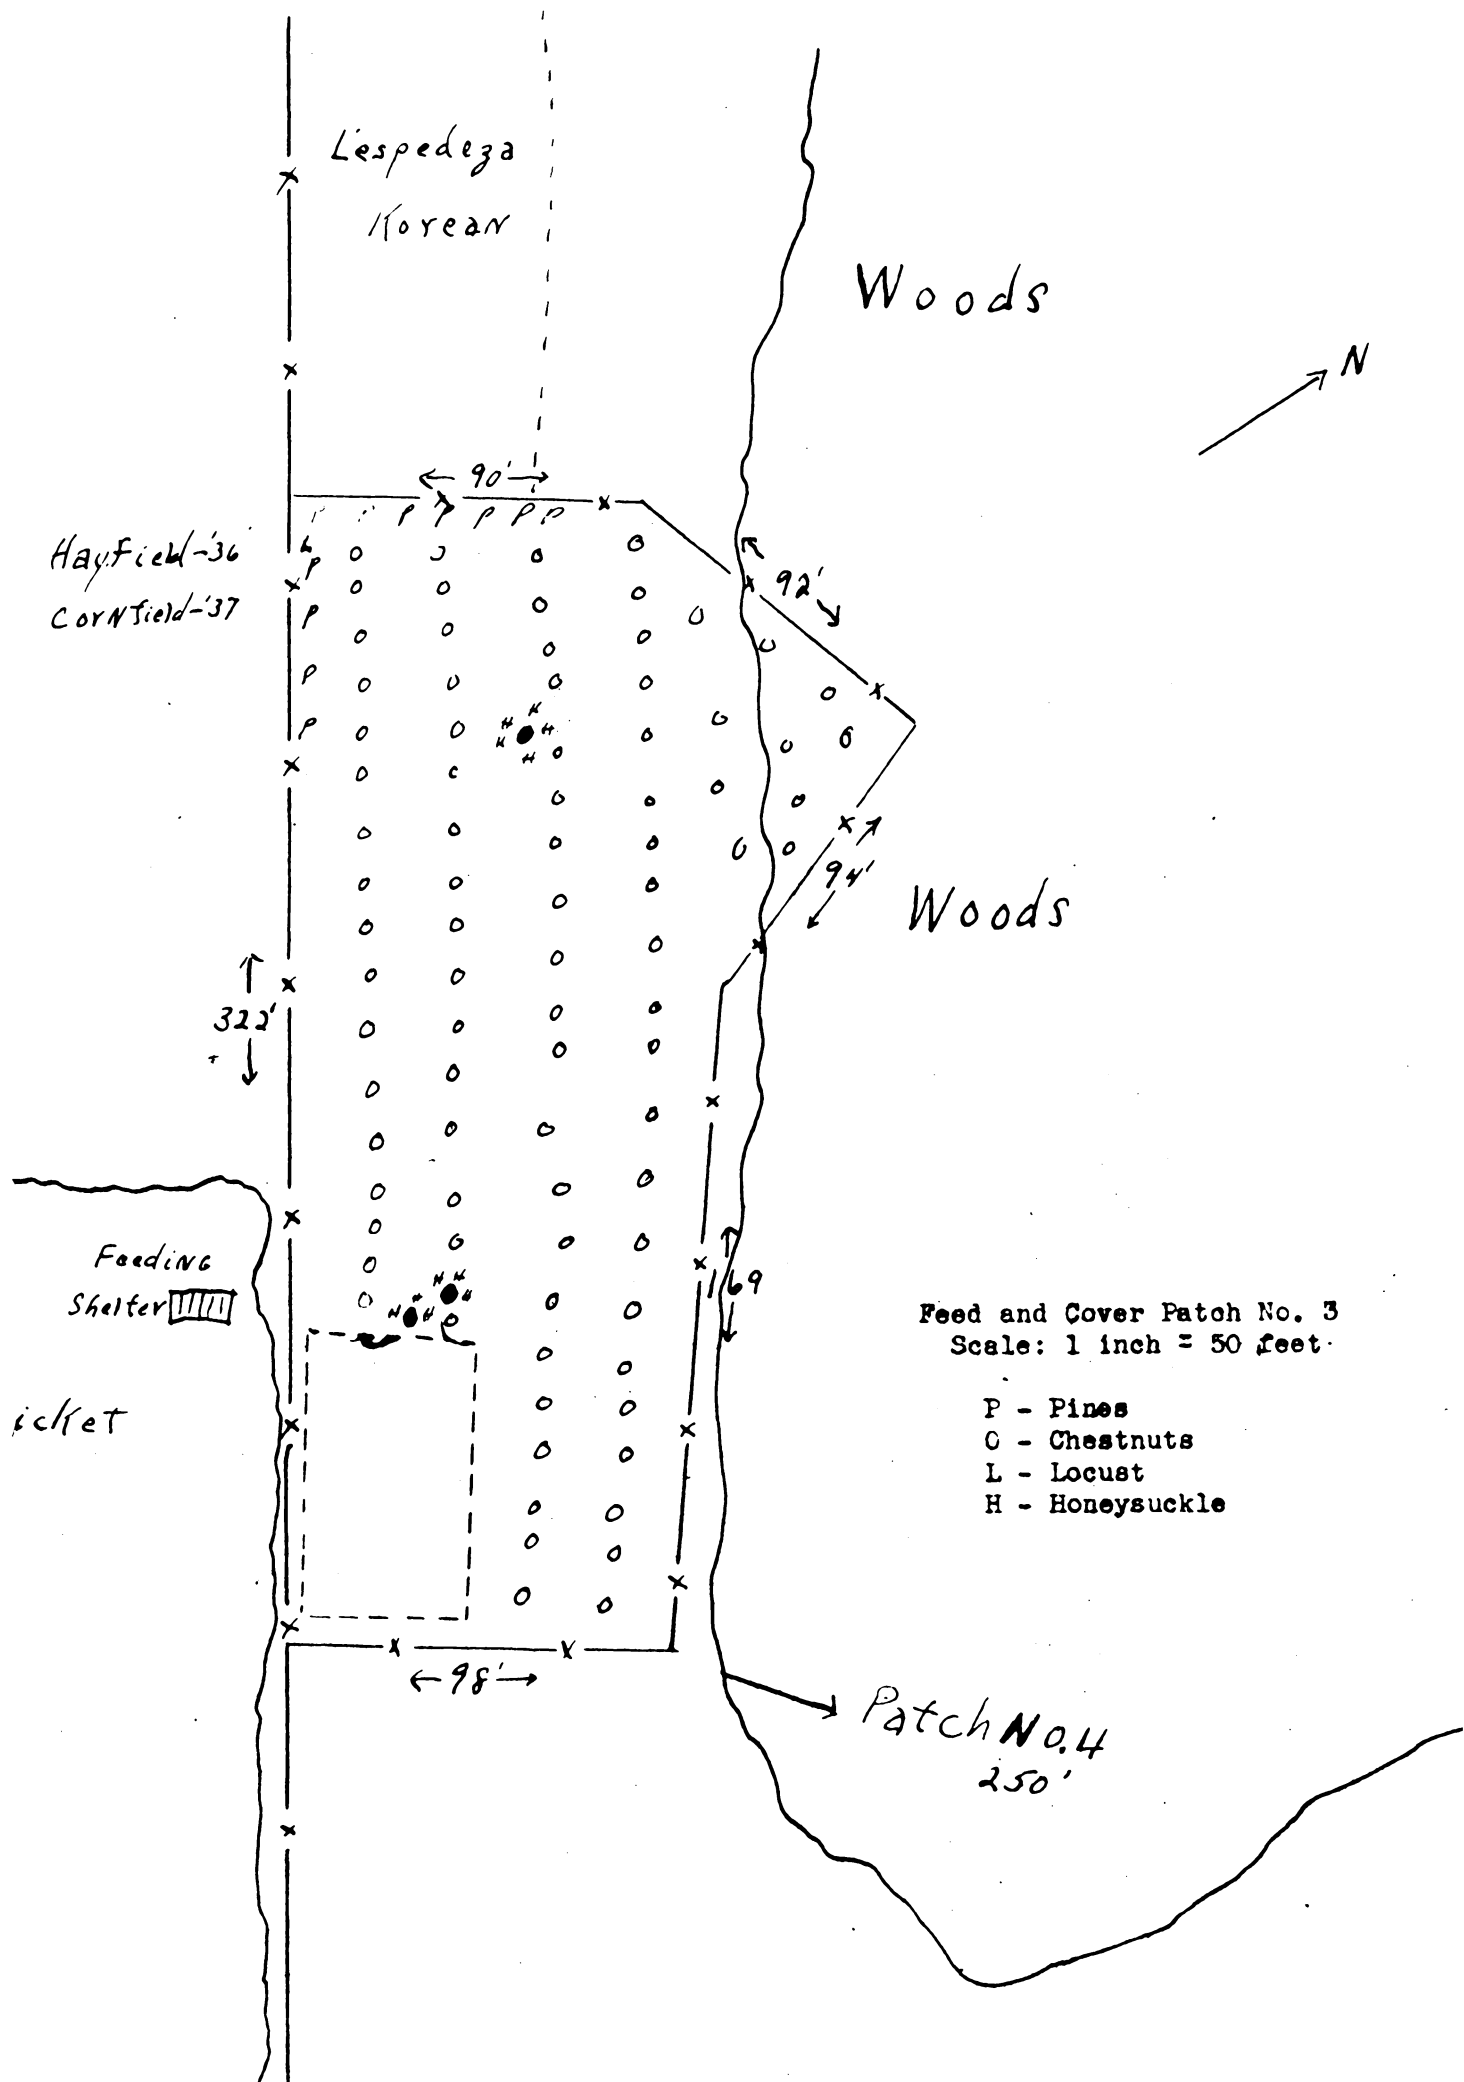 Lespedeza
Korean
Woods
N
90'
P P P P P P P
Hayfield-'36
L
P
92'
Cornfield-'37
P
P
P
H
H H
H
H
94'
Woods
322'
Feeding
Shelter
H H
H H
H H
169
Feed and Cover Patch No. 3
Scale: 1 inch = 50 feet
icket
P - Pines
O - Chestnuts
L - Locust
H - Honeysuckle
98'
Patch No. 4
250'